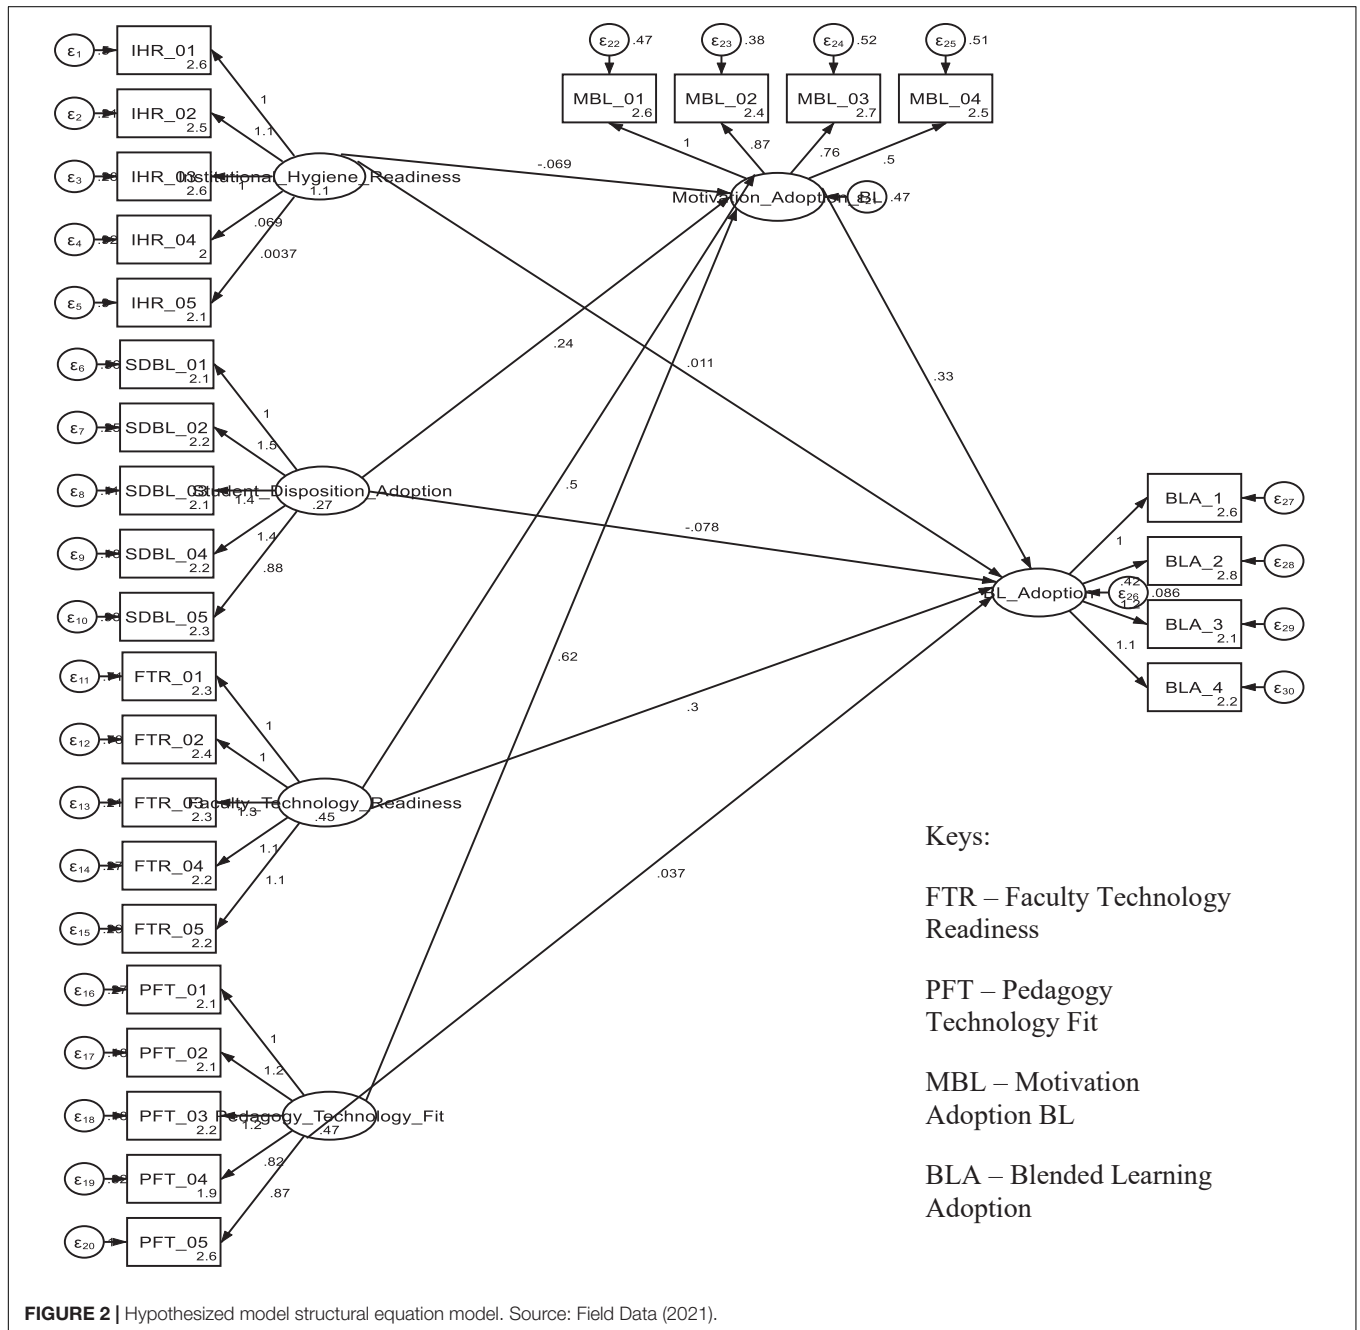 ε1
IHR_01
2.6
ε2
IHR_02
2.5
ε3
IHR_03
2.6
ε4
IHR_04
2
ε5
IHR_05
2.1
1
1.1
1
.069
.0037
Institutional_Hygiene_Readiness
1.1
ε6
SDBL_01
2.1
ε7
SDBL_02
2.2
ε8
SDBL_03
2.1
ε9
SDBL_04
2.2
ε10
SDBL_05
2.3
1
1.5
1.4
1.4
.88
Student_Disposition_Adoption
.27
ε11
FTR_01
2.3
ε12
FTR_02
2.4
ε13
FTR_03
2.3
ε14
FTR_04
2.2
ε15
FTR_05
2.2
1
1
1.3
1.1
1.1
Faculty_Technology_Readiness
.45
ε16
PFT_01
2.1
ε17
PFT_02
2.1
ε18
PFT_03
2.2
ε19
PFT_04
1.9
ε20
PFT_05
2.6
1
1.2
1.2
.82
.87
Pedagogy_Technology_Fit
.47
ε22 .47
ε23 .38
ε24 .52
ε25 .51
MBL_01
2.6
MBL_02
2.4
MBL_03
2.7
MBL_04
2.5
1
.87
.76
.5
Motivation_Adoption_BL
.47
-.069
.24
.011
.33
.5
-.078
.62
.3
.037
BL_Adoption
ε26 .086
BLA_1
2.6
ε27
BLA_2
2.8
ε28
BLA_3
2.1
ε29
BLA_4
2.2
ε30
1
.42
1.2
1.1
Keys:
FTR – Faculty Technology
Readiness
PFT – Pedagogy
Technology Fit
MBL – Motivation
Adoption BL
BLA – Blended Learning
Adoption
FIGURE 2 | Hypothesized model structural equation model. Source: Field Data (2021).